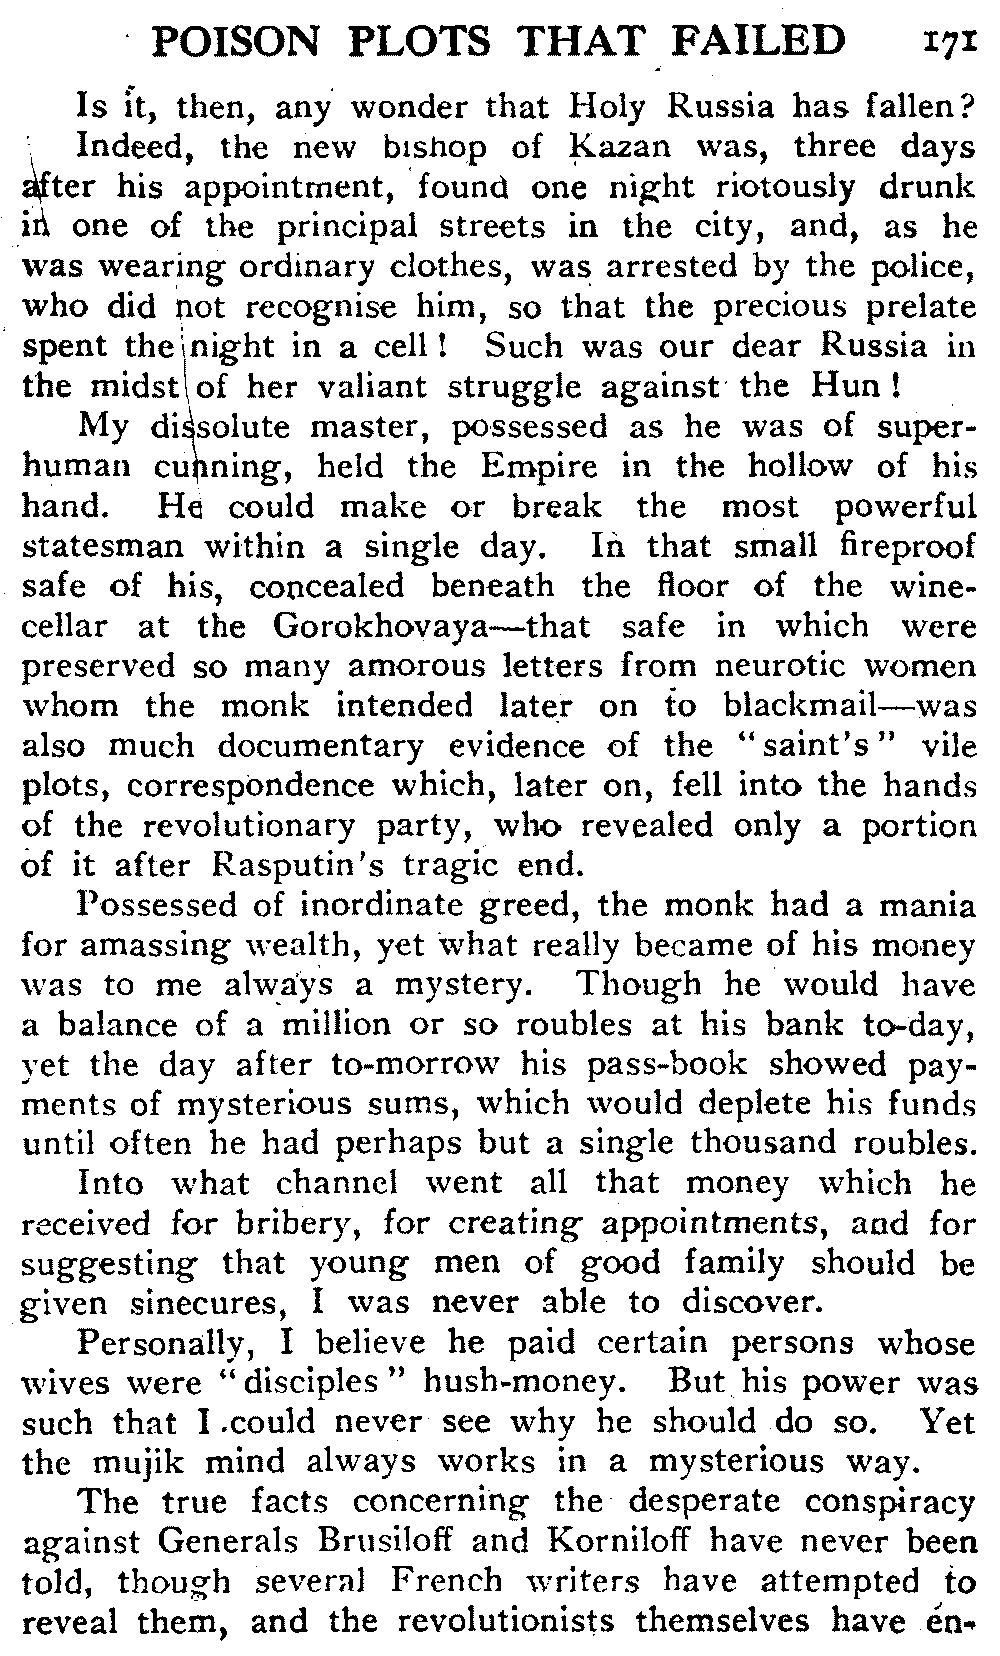 POISON PLOTS THAT FAILED 171
Is it, then, any wonder that Holy Russia has fallen?
Indeed, the new bishop of Kazan was, three days
after his appointment, found one night riotously drunk
in one of the principal streets in the city, and, as he
was wearing ordinary clothes, was arrested by the police,
who did not recognise him, so that the precious prelate
spent the night in a cell! Such was our dear Russia in
the midst of her valiant struggle against the Hun!
My dissolute master, possessed as he was of super-
human cunning, held the Empire in the hollow of his
hand. He could make or break the most powerful
statesman within a single day. In that small fireproof
safe of his, concealed beneath the floor of the wine-
cellar at the Gorokhovaya—that safe in which were
preserved so many amorous letters from neurotic women
whom the monk intended later on to blackmail—was
also much documentary evidence of the "saint's" vile
plots, correspondence which, later on, fell into the hands
of the revolutionary party, who revealed only a portion
of it after Rasputin's tragic end.
Possessed of inordinate greed, the monk had a mania
for amassing wealth, yet what really became of his money
was to me always a mystery. Though he would have
a balance of a million or so roubles at his bank to-day,
yet the day after to-morrow his pass-book showed pay-
ments of mysterious sums, which would deplete his funds
until often he had perhaps but a single thousand roubles.
Into what channel went all that money which he
received for bribery, for creating appointments, and for
suggesting that young men of good family should be
given sinecures, I was never able to discover.
Personally, I believe he paid certain persons whose
wives were "disciples" hush-money. But his power was
such that I could never see why he should do so. Yet
the mujik mind always works in a mysterious way.
The true facts concerning the desperate conspiracy
against Generals Brusiloff and Korniloff have never been
told, though several French writers have attempted to
reveal them, and the revolutionists themselves have en-